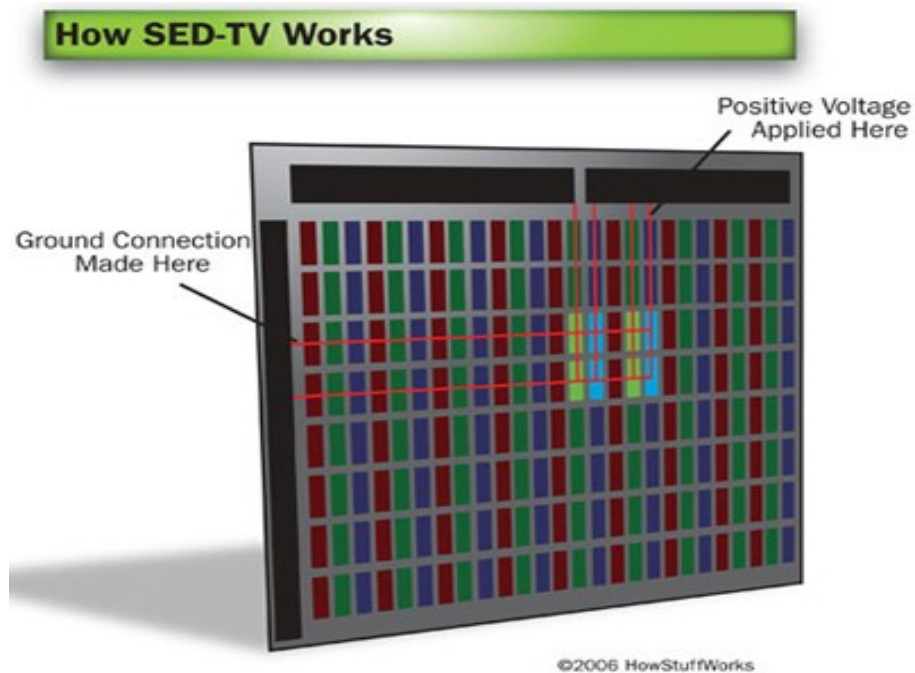 How SED-TV Works
Positive Voltage
Applied Here
Ground Connection
Made Here
©2006 HowStuffWorks